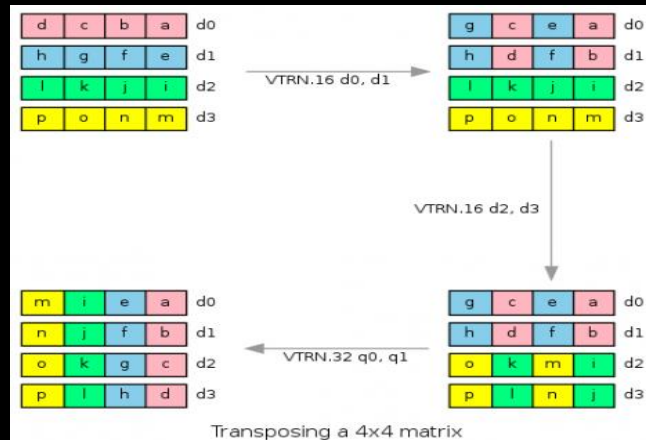 d c b a d0 g c e a d0
h g f e d1 h d f b d1
VTRN.16 d0, d1
l k j i d2 l k j i d2
p o n m d3 p o n m d3
VTRN.16 d2, d3
m i e a d0 g c e a d0
n j f b d1 h d f b d1
VTRN.32 q0, q1
o k g c d2 o k m i d2
p l h d d3 p l n j d3
Transposing a 4x4 matrix